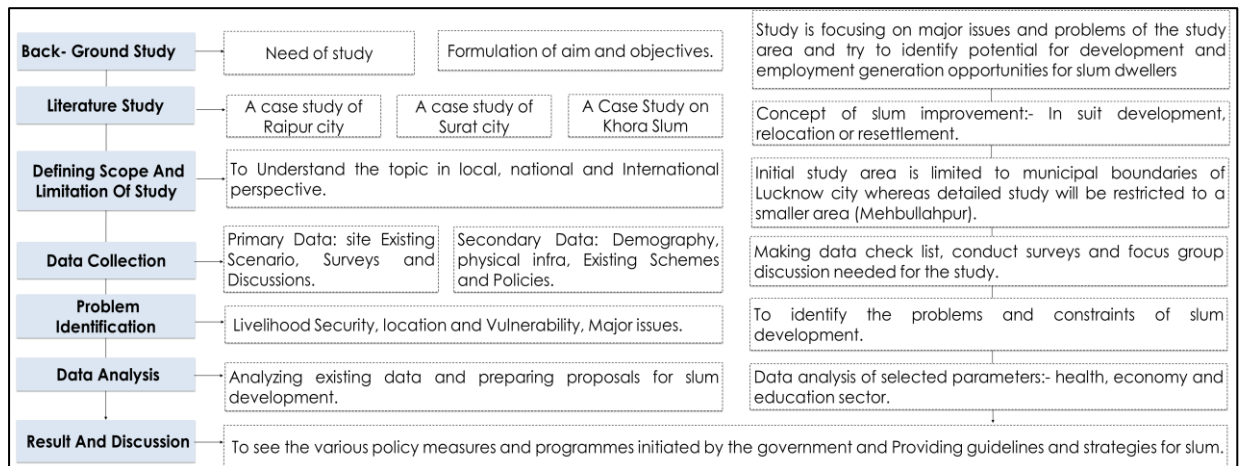 Back- Ground Study
Need of study
Formulation of aim and objectives.
Study is focusing on major issues and problems of the study
area and try to identify potential for development and
employment generation opportunities for slum dwellers
Literature Study
A case study of
Raipur city
A case study of
Surat city
A Case Study on
Khora Slum
Concept of slum improvement:- In suit development,
relocation or resettlement.
Defining Scope And
Limitation Of Study
To Understand the topic in local, national and International
perspective.
Initial study area is limited to municipal boundaries of
Lucknow city whereas detailed study will be restricted to a
smaller area (Mehbullahpur).
Data Collection
Primary Data: site Existing
Scenario, Surveys and
Discussions.
Secondary Data: Demography,
physical infra, Existing Schemes
and Policies.
Making data check list, conduct surveys and focus group
discussion needed for the study.
Problem
Identification
Livelihood Security, location and Vulnerability, Major issues.
To identify the problems and constraints of slum
development.
Data Analysis
Analyzing existing data and preparing proposals for slum
development.
Data analysis of selected parameters:- health, economy and
education sector.
Result And Discussion
To see the various policy measures and programmes initiated by the government and Providing guidelines and strategies for slum.